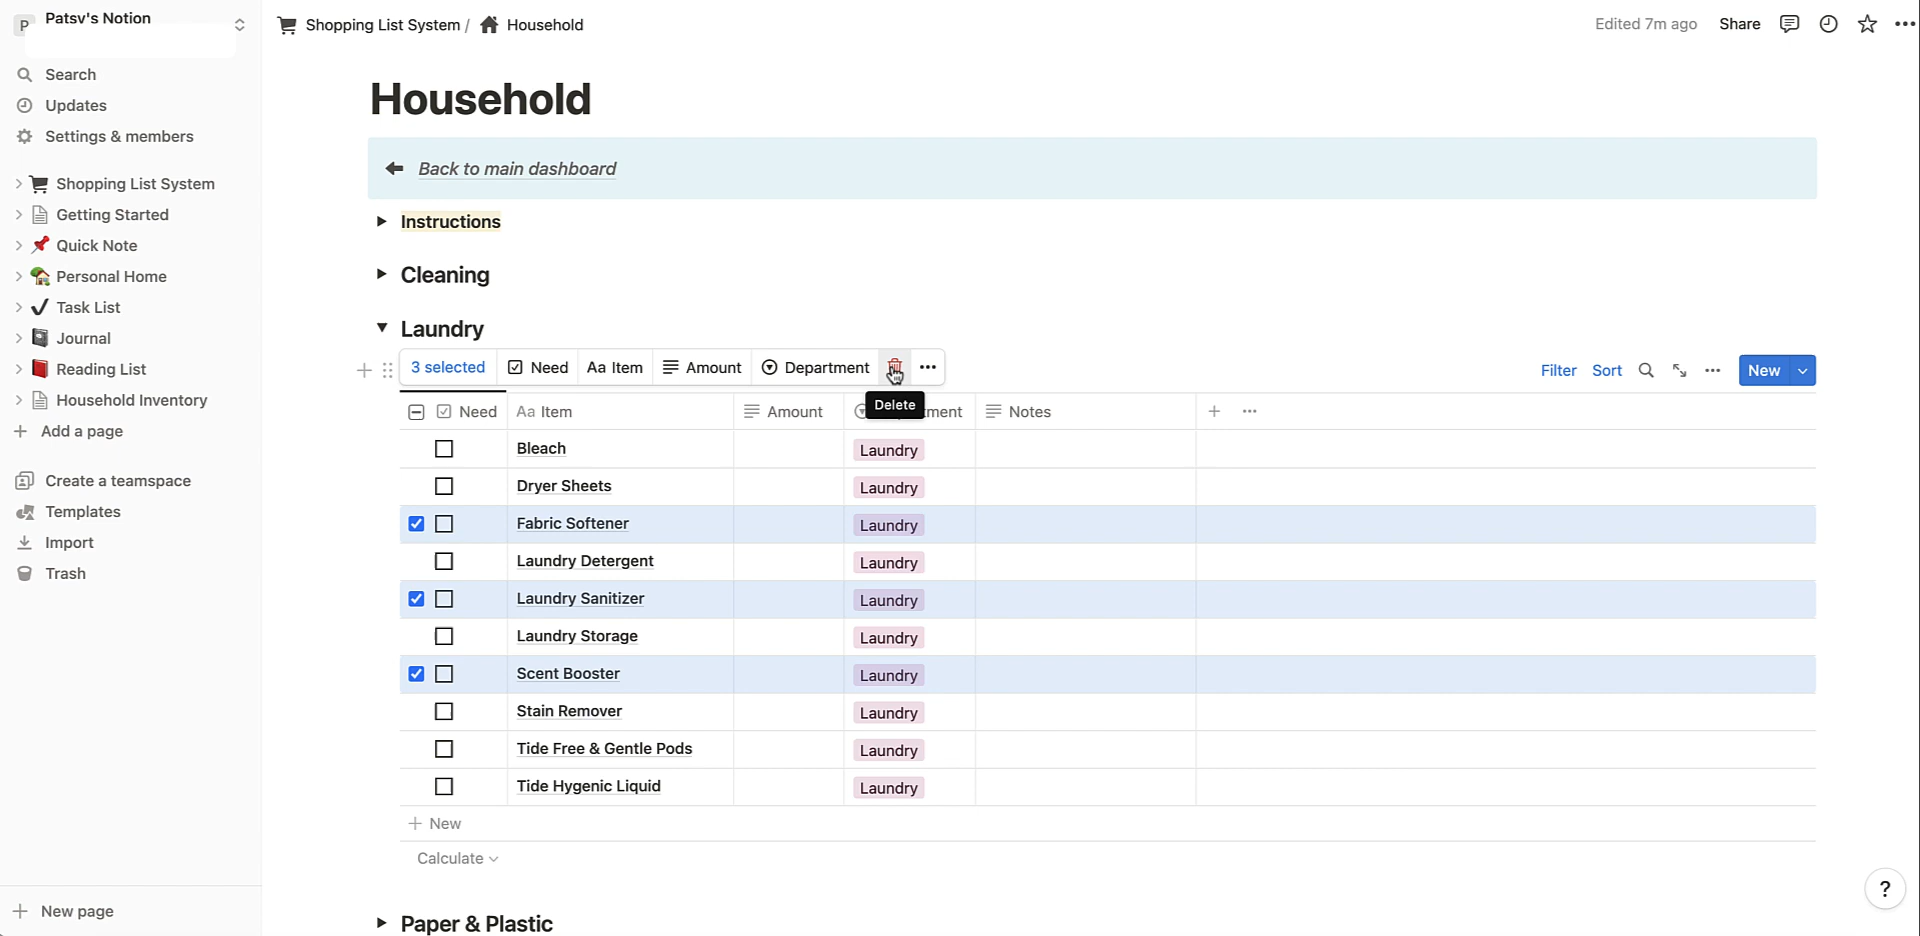 P Patsv's Notion
Search
Updates
Settings & members
Shopping List System
Getting Started
Quick Note
Personal Home
Task List
Journal
Reading List
Household Inventory
+ Add a page
Create a teamspace
Templates
Import
Trash
+ New page
Shopping List System / Household
Edited 7m ago Share
Household
Back to main dashboard
Instructions
Cleaning
Laundry
3 selected Need Aa Item Amount Department
Filter Sort New
Delete
Need Aa Item Amount ment Notes +
Bleach Laundry
Dryer Sheets Laundry
Fabric Softener Laundry
Laundry Detergent Laundry
Laundry Sanitizer Laundry
Laundry Storage Laundry
Scent Booster Laundry
Stain Remover Laundry
Tide Free & Gentle Pods Laundry
Tide Hygenic Liquid Laundry
+ New
Calculate
Paper & Plastic
?